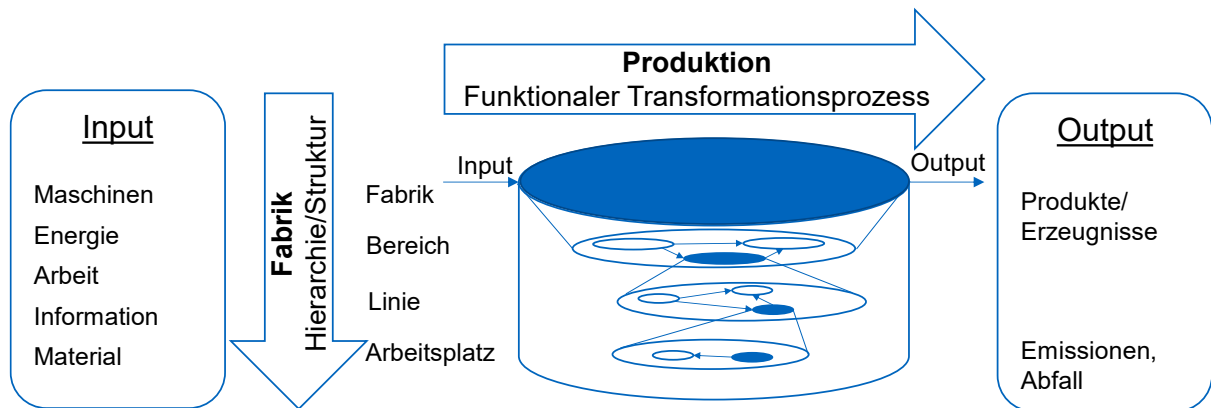 Input
Maschinen
Energie
Arbeit
Information
Material
Fabrik
Hierarchie/Struktur
Produktion
Funktionaler Transformationsprozess
Input
Output
Fabrik
Bereich
Linie
Arbeitsplatz
Output
Produkte/
Erzeugnisse
Emissionen,
Abfall